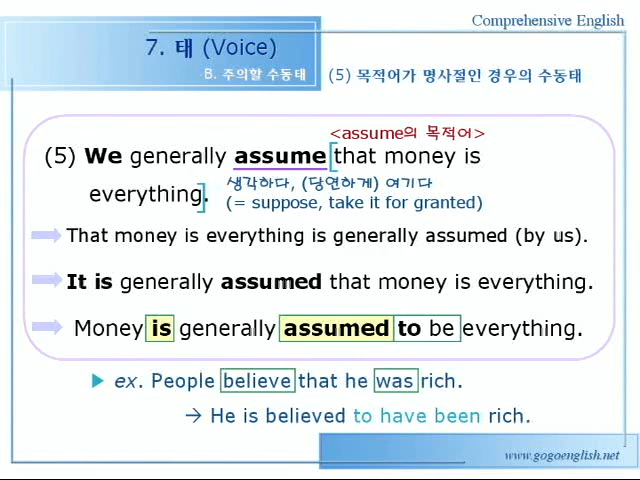 Comprehensive English
7. 태 (Voice)
B. 주의할 수동태
(5) 목적어가 명사절인 경우의 수동태
<assume의 목적어>
(5) We generally assume that money is
everything.
생각하다, (당연하게) 여기다
(= suppose, take it for granted)
That money is everything is generally assumed (by us).
It is generally assumed that money is everything.
Money is generally assumed to be everything.
▶ ex. People believe that he was rich.
→ He is believed to have been rich.
www.gogoenglish.net